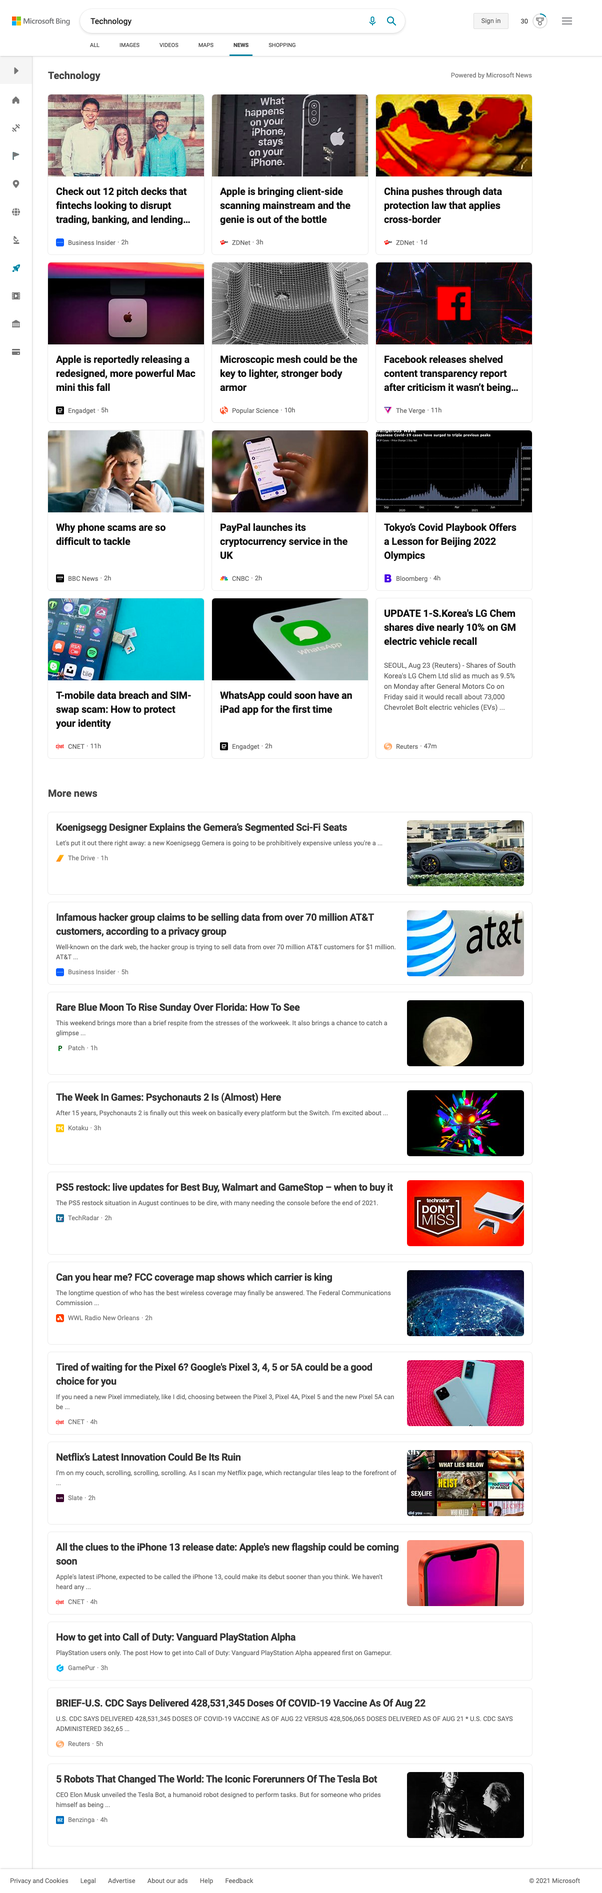 Microsoft Bing
Technology
Sign in
30
ALL IMAGES VIDEOS MAPS NEWS SHOPPING
Technology
Powered by Microsoft News
Check out 12 pitch decks that
fintechs looking to disrupt
trading, banking, and lending...
Business Insider · 2h
What
happens
on your
iPhone,
stays
on your
iPhone.
Apple is bringing client-side
scanning mainstream and the
genie is out of the bottle
ZDNet · 3h
China pushes through data
protection law that applies
cross-border
ZDNet · 1d
Apple is reportedly releasing a
redesigned, more powerful Mac
mini this fall
Engadget · 5h
Microscopic mesh could be the
key to lighter, stronger body
armor
Popular Science · 10h
Facebook releases shelved
content transparency report
after criticism it wasn't being...
The Verge · 11h
Why phone scams are so
difficult to tackle
BBC News · 2h
PayPal launches its
cryptocurrency service in the
UK
CNBC · 2h
Japanese Covid-19 cases have surged to triple previous peaks
Tokyo's Covid Playbook Offers
a Lesson for Beijing 2022
Olympics
Bloomberg · 4h
T-mobile data breach and SIM-
swap scam: How to protect
your identity
CNET · 11h
WhatsApp
WhatsApp could soon have an
iPad app for the first time
Engadget · 2h
UPDATE 1-S.Korea's LG Chem
shares dive nearly 10% on GM
electric vehicle recall
SEOUL, Aug 23 (Reuters) - Shares of South
Korea's LG Chem Ltd slid as much as 9.5%
on Monday after General Motors Co on
Friday said it would recall about 73,000
Chevrolet Bolt electric vehicles (EVs) ...
Reuters · 47m
More news
Koenigsegg Designer Explains the Gemera's Segmented Sci-Fi Seats
Let's put it out there right away: a new Koenigsegg Gemera is going to be prohibitively expensive unless you're a ...
The Drive · 1h
Infamous hacker group claims to be selling data from over 70 million AT&T
customers, according to a privacy group
Well-known on the dark web, the hacker group is trying to sell data from over 70 million AT&T customers for $1 million.
AT&T ...
Business Insider · 5h
at&t
Rare Blue Moon To Rise Sunday Over Florida: How To See
This weekend brings more than a brief respite from the stresses of the workweek. It also brings a chance to catch a
glimpse ...
Patch · 1h
The Week In Games: Psychonauts 2 Is (Almost) Here
After 15 years, Psychonauts 2 is finally out this week on basically every platform but the Switch. I'm excited about ...
Kotaku · 3h
PS5 restock: live updates for Best Buy, Walmart and GameStop – when to buy it
The PS5 restock situation in August continues to be dire, with many needing the console before the end of 2021.
TechRadar · 2h
techradar
DON'T
MISS
Can you hear me? FCC coverage map shows which carrier is king
The longtime question of who has the best wireless coverage may finally be answered. The Federal Communications
Commission ...
WWL Radio New Orleans · 2h
Tired of waiting for the Pixel 6? Google's Pixel 3, 4, 5 or 5A could be a good
choice for you
If you need a new Pixel immediately, like I did, choosing between the Pixel 3, Pixel 4A, Pixel 5 and the new Pixel 5A can
be ...
CNET · 4h
Netflix's Latest Innovation Could Be Its Ruin
I'm on my couch, scrolling, scrolling, scrolling. As I scan my Netflix page, which rectangular tiles leap to the forefront of
...
Slate · 2h
WHAT LIES BELOW
SEX/LIFE
HEIST
All the clues to the iPhone 13 release date: Apple's new flagship could be coming
soon
Apple's latest iPhone, expected to be called the iPhone 13, could make its debut sooner than you think. We haven't
heard any ...
CNET · 4h
How to get into Call of Duty: Vanguard PlayStation Alpha
PlayStation users only. The post How to get into Call of Duty: Vanguard PlayStation Alpha appeared first on Gamepur.
GamePur · 3h
BRIEF-U.S. CDC Says Delivered 428,531,345 Doses Of COVID-19 Vaccine As Of Aug 22
U.S. CDC SAYS DELIVERED 428,531,345 DOSES OF COVID-19 VACCINE AS OF AUG 22 VERSUS 428,506,065 DOSES DELIVERED AS OF AUG 21 * U.S. CDC SAYS
ADMINISTERED 362,65 ...
Reuters · 5h
5 Robots That Changed The World: The Iconic Forerunners Of The Tesla Bot
CEO Elon Musk unveiled the Tesla Bot, a humanoid robot designed to perform tasks. But for someone who prides
himself as being ...
Benzinga · 4h
Privacy and Cookies Legal Advertise About our ads Help Feedback
© 2021 Microsoft